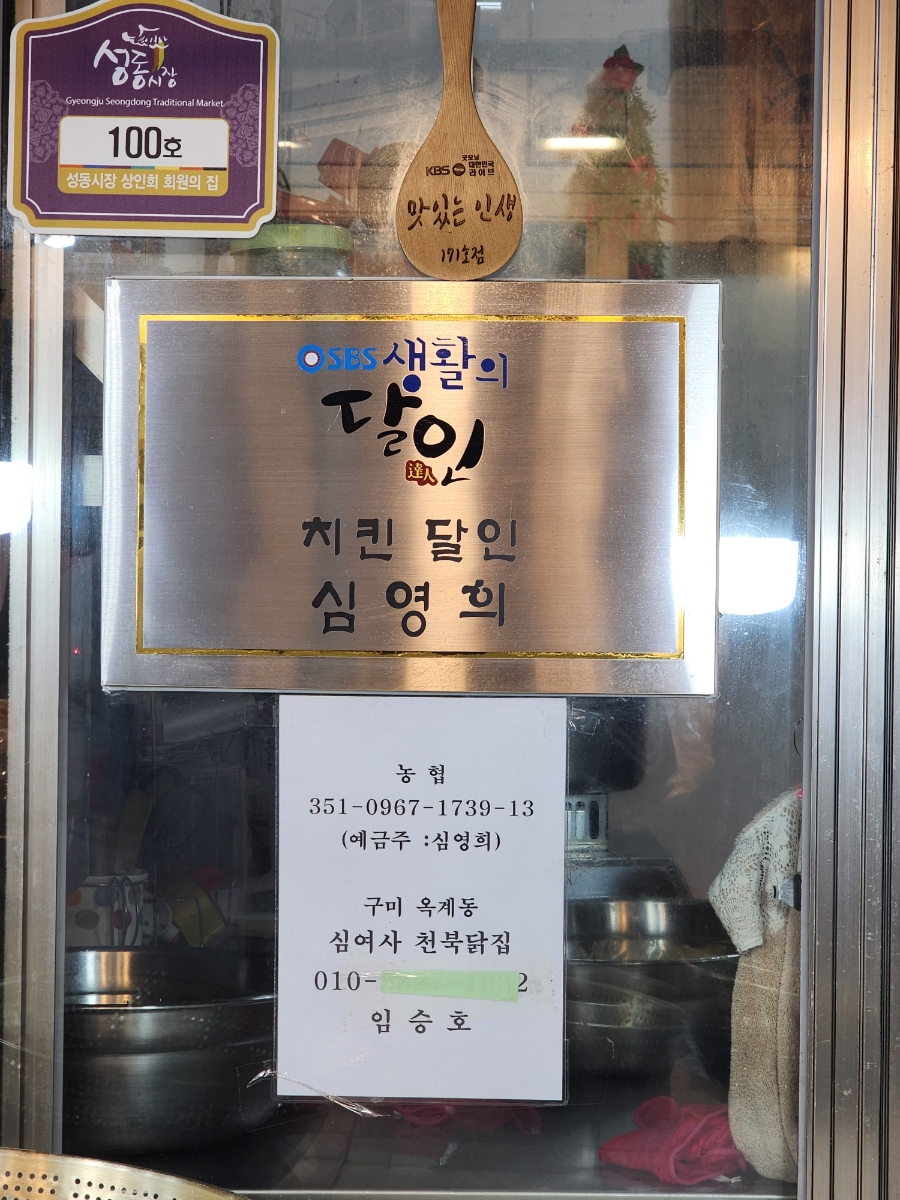 성동시장
Gyeongju Seongdong Traditional Market
100호
성동시장 상인회 회원의 집
KBS 굿모닝
대한민국
라이브
맛있는 인생
171호점
SBS 생활의
달인
達人
치킨 달인
심영희
농 협
351-0967-1739-13
(예금주 :심영희)
구미 옥계동
심여사 천북닭집
010-
2
임 승 호